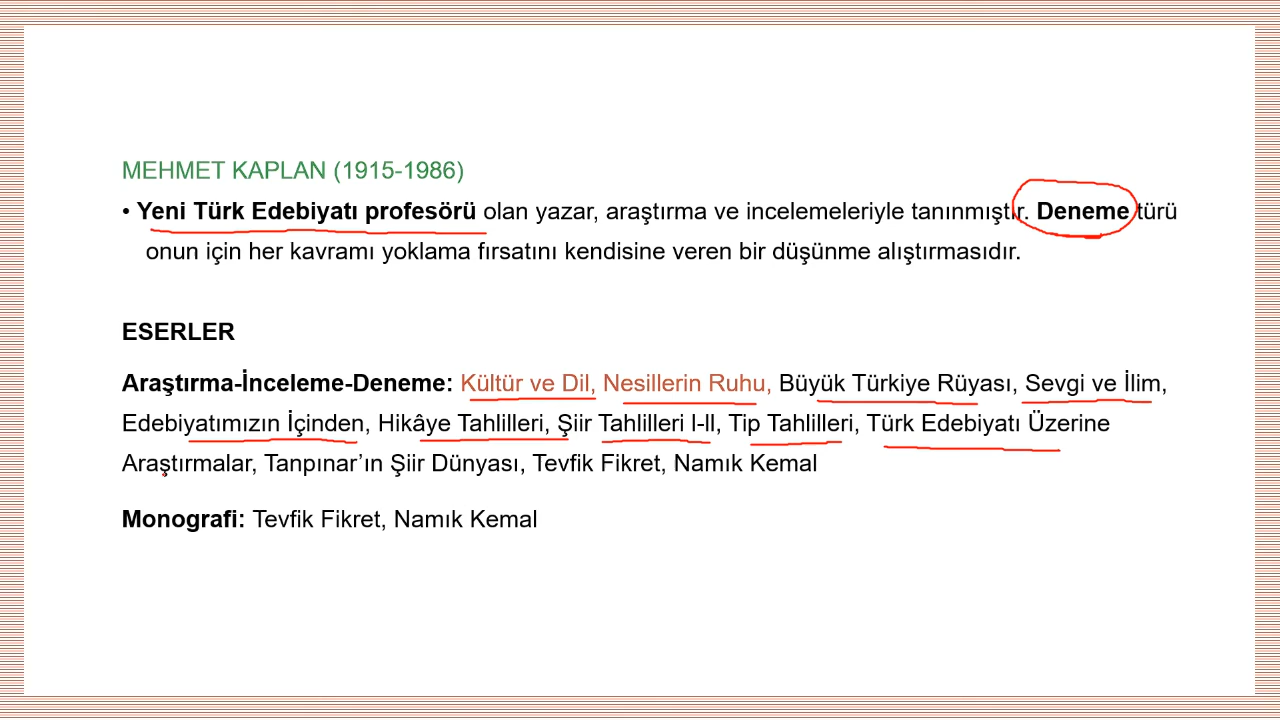 MEHMET KAPLAN (1915-1986)
• Yeni Türk Edebiyatı profesörü olan yazar, araştırma ve incelemeleriyle tanınmıştır. Deneme türü
onun için her kavramı yoklama fırsatını kendisine veren bir düşünme alıştırmasıdır.
ESERLER
Araştırma-İnceleme-Deneme: Kültür ve Dil, Nesillerin Ruhu, Büyük Türkiye Rüyası, Sevgi ve İlim,
Edebiyatımızın İçinden, Hikâye Tahlilleri, Şiir Tahlilleri I-II, Tip Tahlilleri, Türk Edebiyatı Üzerine
Araştırmalar, Tanpınar’ın Şiir Dünyası, Tevfik Fikret, Namık Kemal
Monografi: Tevfik Fikret, Namık Kemal